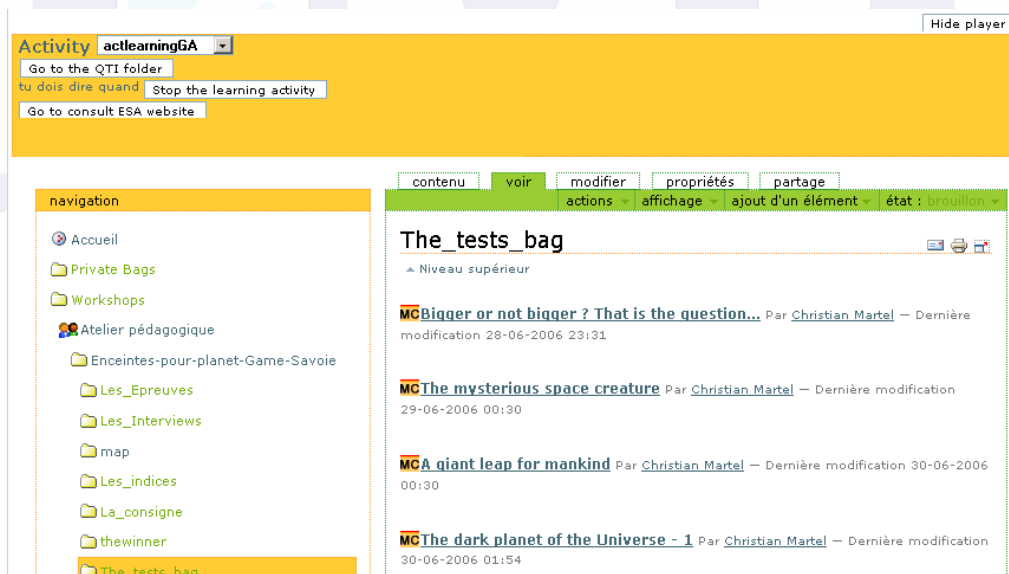 Hide player
Activity actlearningGA
Go to the QTI folder
tu dois dire quand Stop the learning activity
Go to consult ESA website
navigation
Accueil
Private Bags
Workshops
Atelier pédagogique
Enceintes-pour-planet-Game-Savoie
Les_Epreuves
Les_Interviews
map
Les_indices
La_consigne
thewinner
The_tests_bag
contenu voir modifier propriétés partage
actions affichage ajout d'un élément état : brouillon
The_tests_bag
Niveau supérieur
MC Bigger or not bigger ? That is the question... Par Christian Martel — Dernière
modification 28-06-2006 23:31
MC The mysterious space creature Par Christian Martel — Dernière modification
29-06-2006 00:30
MC A giant leap for mankind Par Christian Martel — Dernière modification 30-06-2006
00:30
MC The dark planet of the Universe - 1 Par Christian Martel — Dernière modification
30-06-2006 01:54